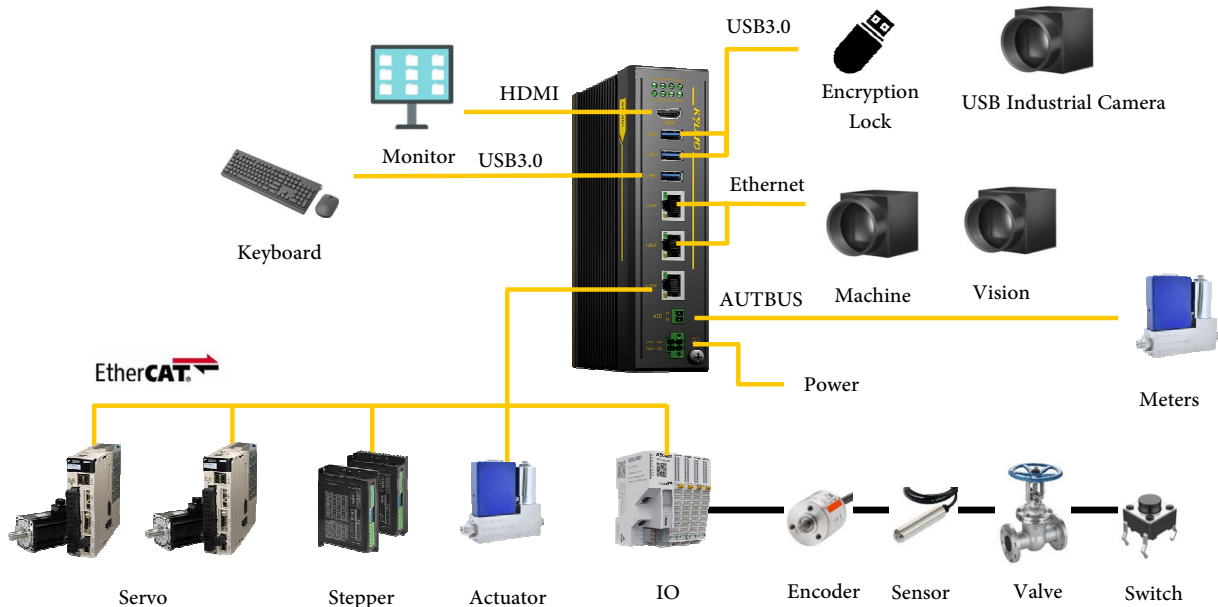 USB3.0
HDMI
Monitor
USB3.0
Encryption
Lock
USB Industrial Camera
KYLAND
Keyboard
Ethernet
Machine
Vision
AUTBUS
Power
Meters
EtherCAT®
Servo
Stepper
Actuator
IO
Encoder
Sensor
Valve
Switch